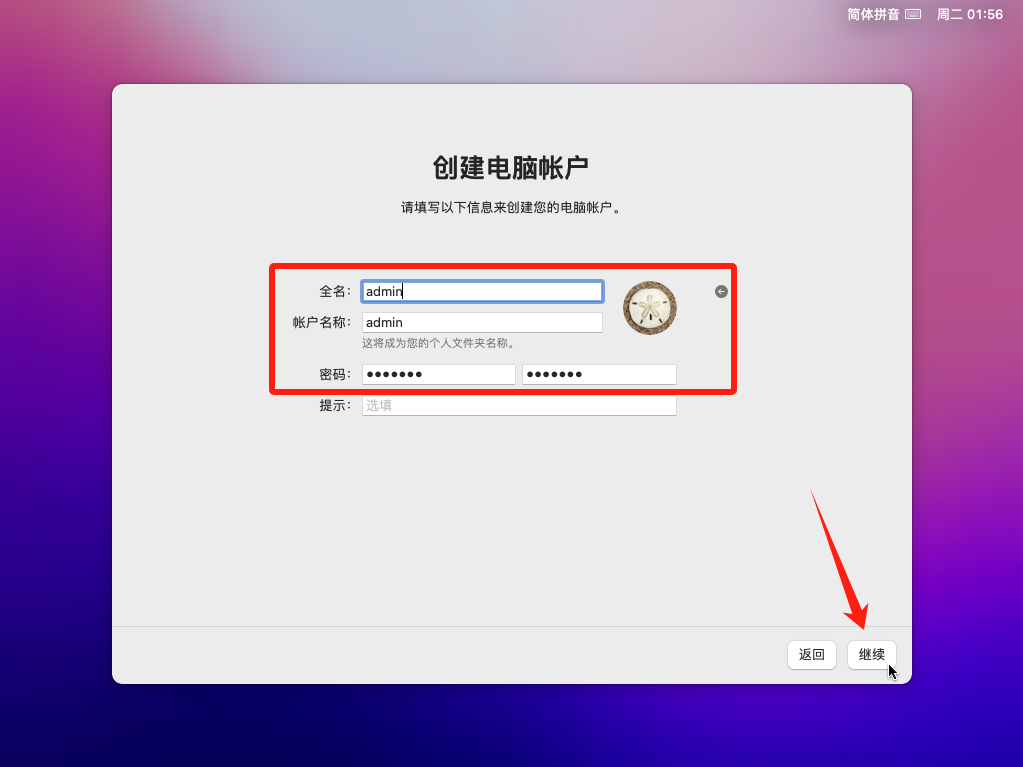 简体拼音 周二 01:56
创建电脑帐户
请填写以下信息来创建您的电脑帐户。
全名： admin
帐户名称： admin
这将成为您的个人文件夹名称。
密码： ●●●●●●● ●●●●●●●
提示： 选填
返回 继续